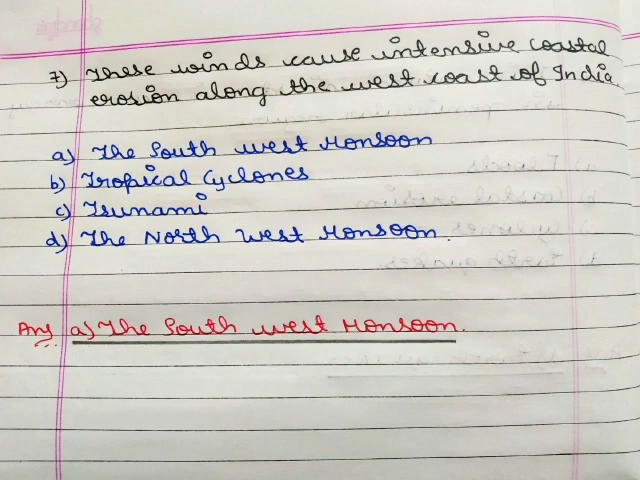 7) These winds cause intensive coastal
erosion along the west coast of India.
a) The South west Monsoon
b) Tropical Cyclones
c) Tsunami
d) The North West Monsoon.
Ans a) The South west Monsoon.